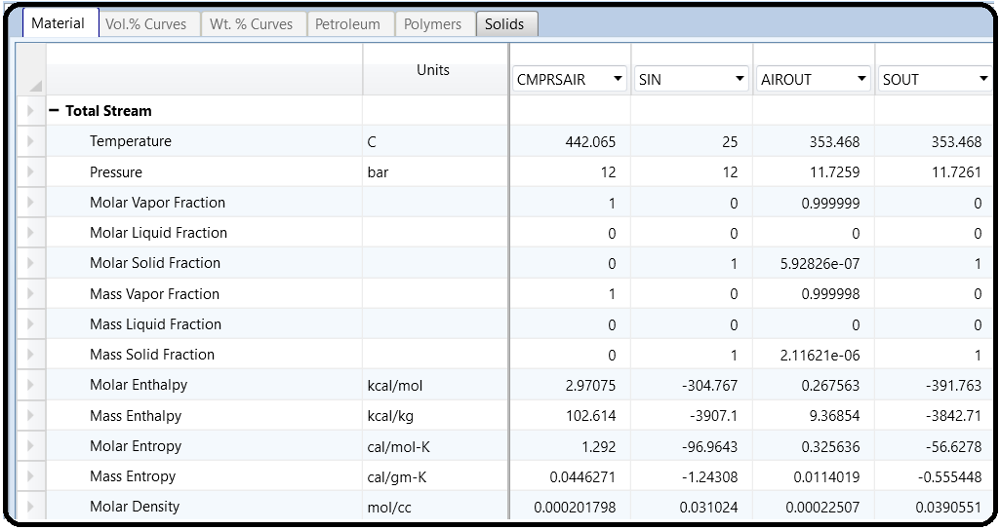 Material Vol.% Curves Wt. % Curves Petroleum Polymers Solids
Units CMPRSAIR SIN AIROUT SOUT
− Total Stream
Temperature C 442.065 25 353.468 353.468
Pressure bar 12 12 11.7259 11.7261
Molar Vapor Fraction 1 0 0.999999 0
Molar Liquid Fraction 0 0 0 0
Molar Solid Fraction 0 1 5.92826e-07 1
Mass Vapor Fraction 1 0 0.999998 0
Mass Liquid Fraction 0 0 0 0
Mass Solid Fraction 0 1 2.11621e-06 1
Molar Enthalpy kcal/mol 2.97075 -304.767 0.267563 -391.763
Mass Enthalpy kcal/kg 102.614 -3907.1 9.36854 -3842.71
Molar Entropy cal/mol-K 1.292 -96.9643 0.325636 -56.6278
Mass Entropy cal/gm-K 0.0446271 -1.24308 0.0114019 -0.555448
Molar Density mol/cc 0.000201798 0.031024 0.00022507 0.0390551